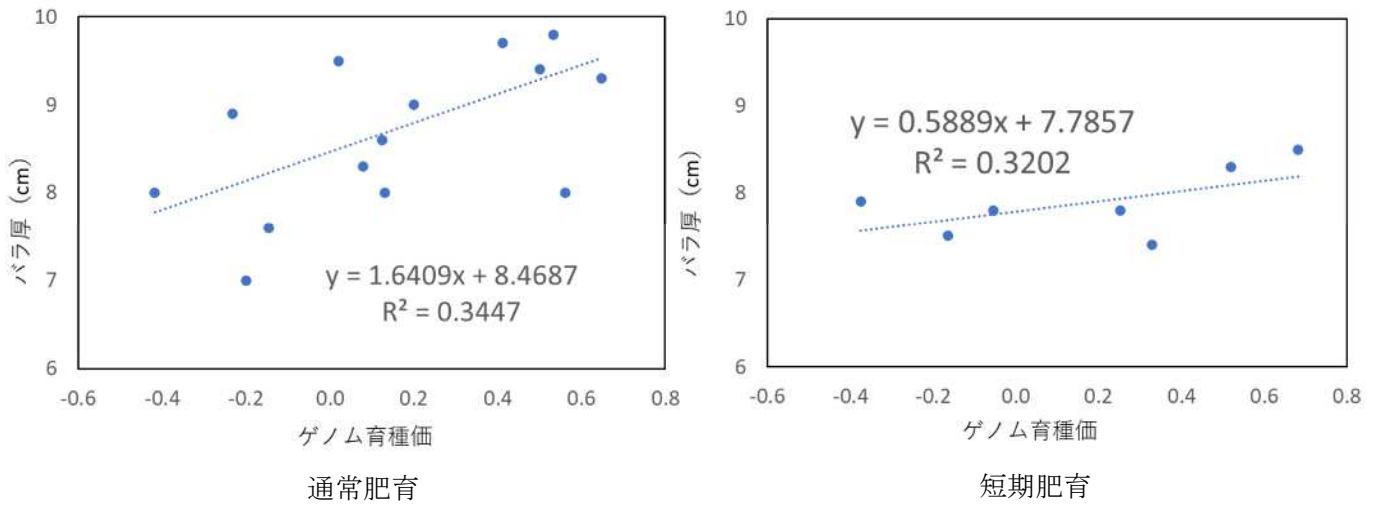 10
9
8
7
6
バラ厚（cm）
y = 1.6409x + 8.4687
R² = 0.3447
-0.6 -0.4 -0.2 0.0 0.2 0.4 0.6 0.8
ゲノム育種価
通常肥育
10
9
8
7
6
バラ厚（cm）
y = 0.5889x + 7.7857
R² = 0.3202
-0.6 -0.4 -0.2 0.0 0.2 0.4 0.6 0.8
ゲノム育種価
短期肥育